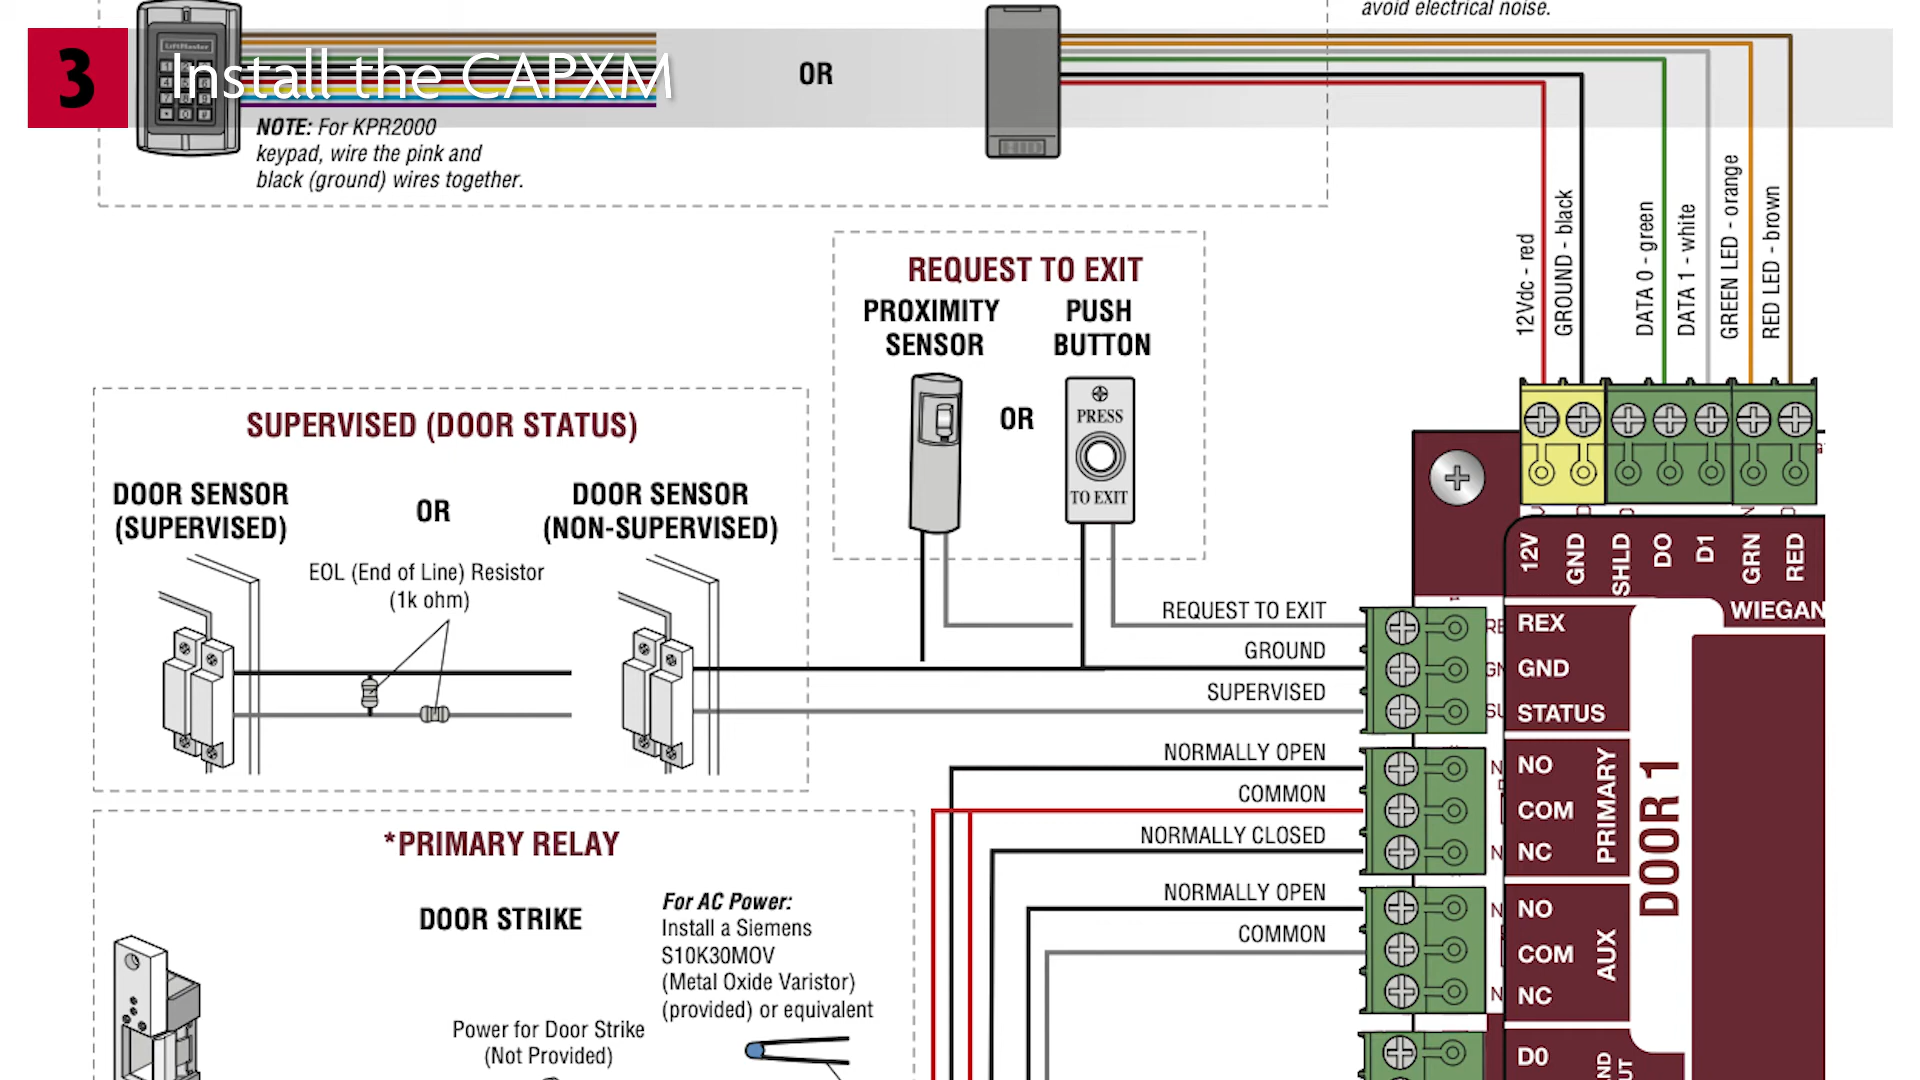 avoid electrical noise.
3
Install the CAPXM
LiftMaster
OR
HID
NOTE: For KPR2000
keypad, wire the pink and
black (ground) wires together.
12Vdc - red
GROUND - black
DATA 0 - green
DATA 1 - white
GREEN LED - orange
RED LED - brown
REQUEST TO EXIT
PROXIMITY
SENSOR
OR
PUSH
BUTTON
PRESS
TO EXIT
SUPERVISED (DOOR STATUS)
DOOR SENSOR
(SUPERVISED)
OR
DOOR SENSOR
(NON-SUPERVISED)
EOL (End of Line) Resistor
(1k ohm)
12V
GND
SHLD
DO
D1
GRN
RED
WIEGAN
REQUEST TO EXIT
GROUND
SUPERVISED
REX
GND
STATUS
NORMALLY OPEN
COMMON
NORMALLY CLOSED
NO
COM
NC
PRIMARY
DOOR 1
NORMALLY OPEN
COMMON
NO
COM
NC
AUX
D0
*PRIMARY RELAY
DOOR STRIKE
For AC Power:
Install a Siemens
S10K30MOV
(Metal Oxide Varistor)
(provided) or equivalent
Power for Door Strike
(Not Provided)